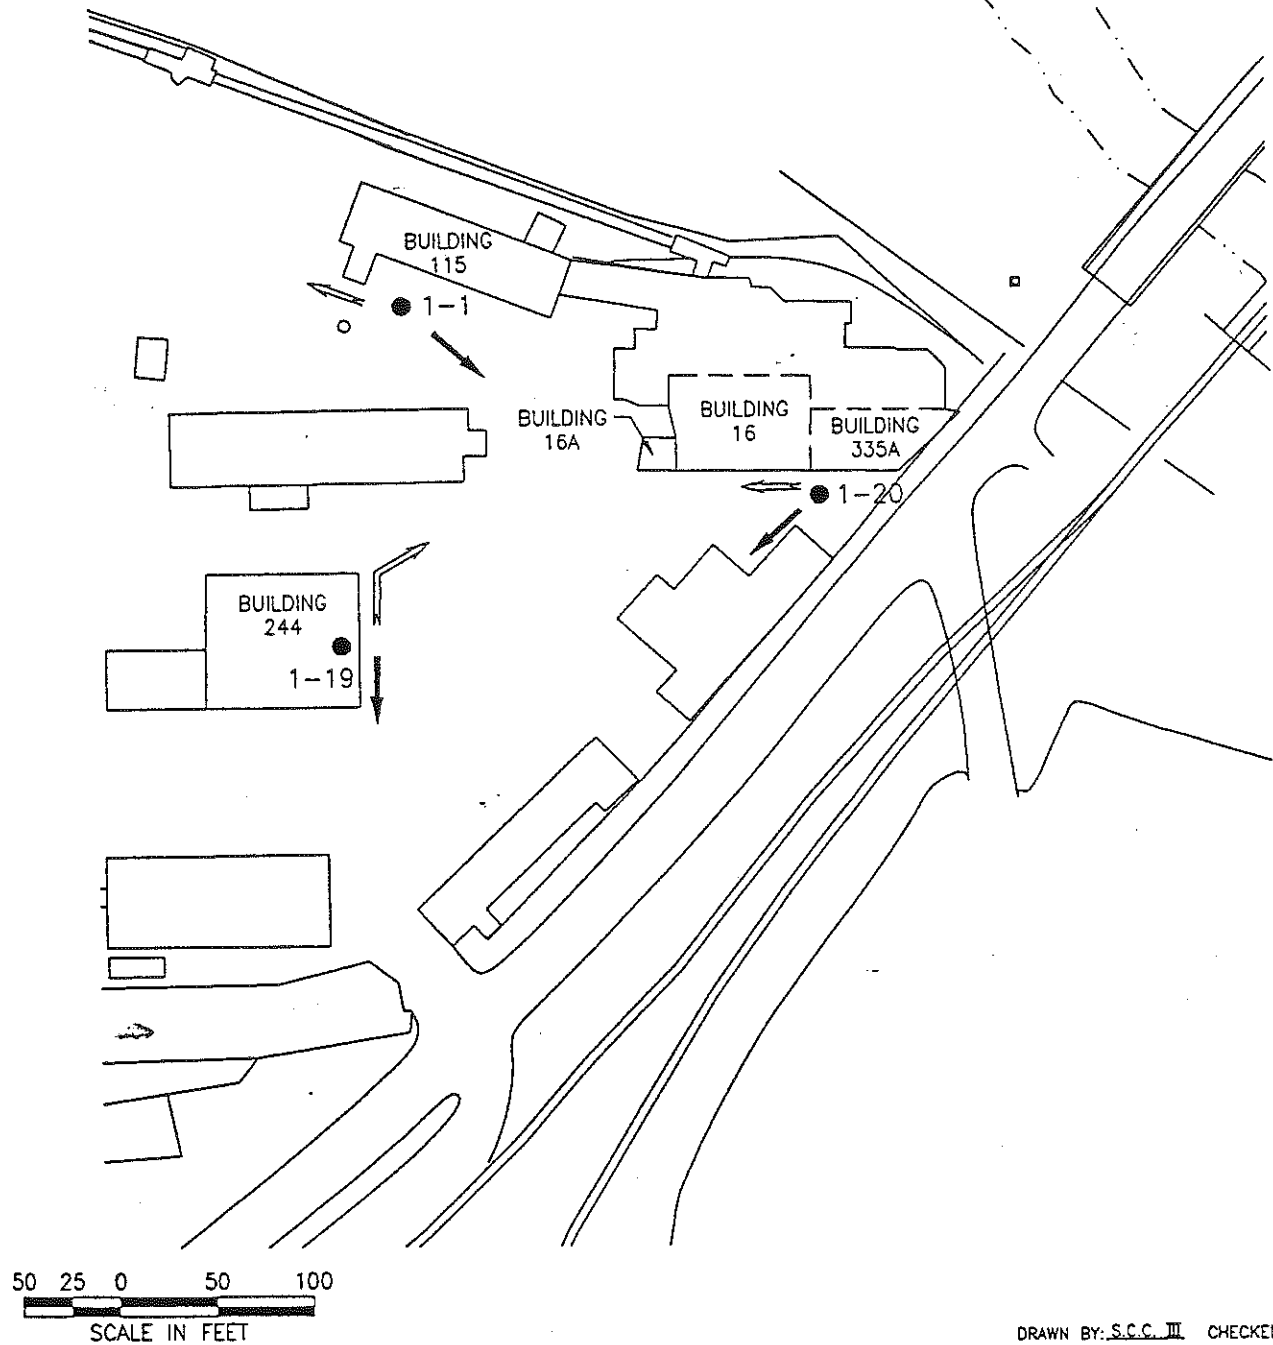 BUILDING
115
1-1
BUILDING
16A
BUILDING
16
BUILDING
335A
1-20
BUILDING
244
1-19
50 25 0 50 100
SCALE IN FEET
DRAWN BY: S.C.C. III CHECKE